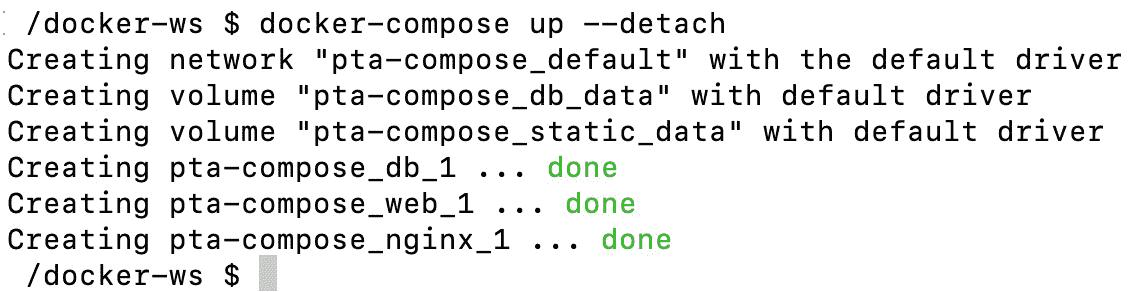 /docker-ws $ docker-compose up --detach
Creating network "pta-compose_default" with the default driver
Creating volume "pta-compose_db_data" with default driver
Creating volume "pta-compose_static_data" with default driver
Creating pta-compose_db_1 ... done
Creating pta-compose_web_1 ... done
Creating pta-compose_nginx_1 ... done
/docker-ws $